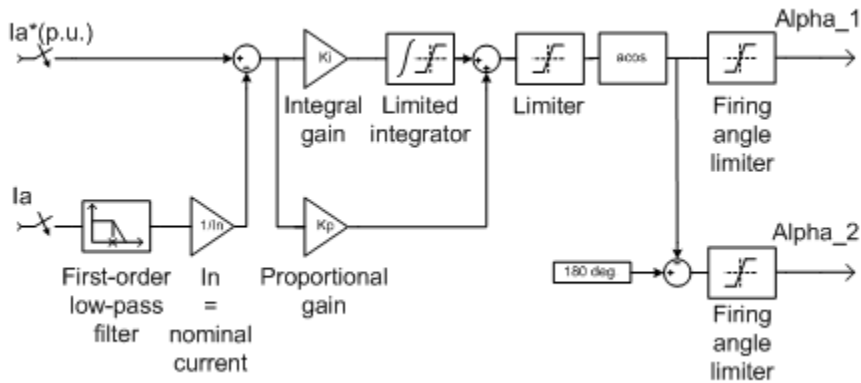 Ia*(p.u.)
Alpha_1
Ki
acos
Integral
gain
Limited
integrator
Limiter
Firing
angle
limiter
Ia
1/In
Kp
Alpha_2
180 deg.
First-order
low-pass
filter
In
=
nominal
current
Proportional
gain
Firing
angle
limiter